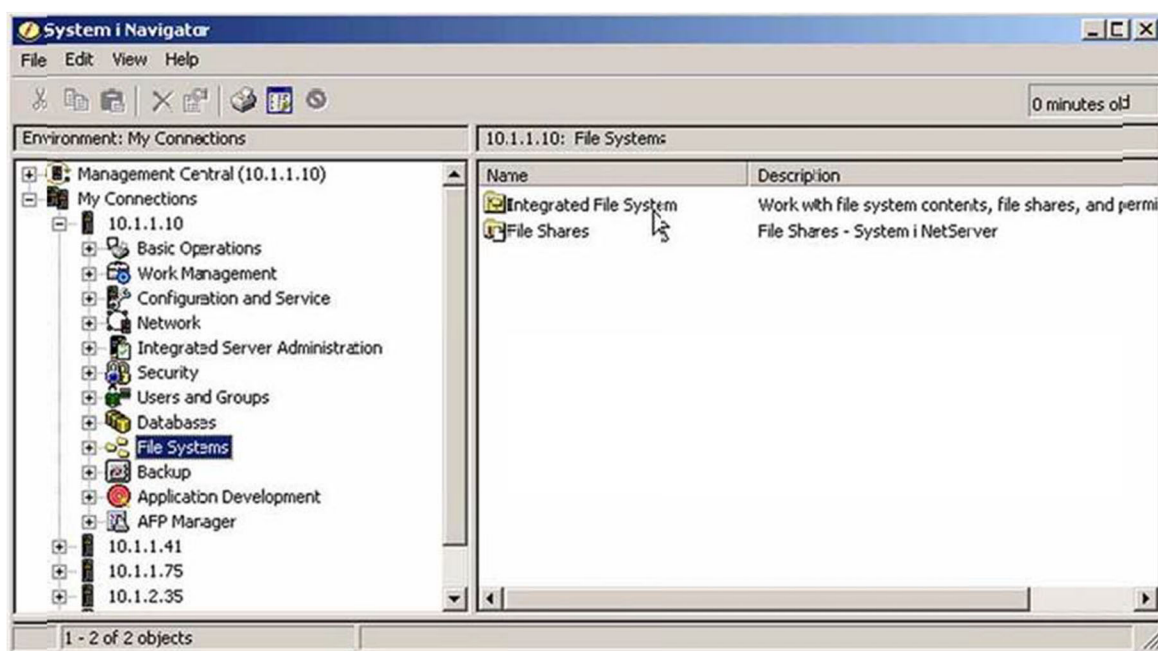 System i Navigator
File Edit View Help
0 minutes old
Environment: My Connections
10.1.1.10: File Systems
Management Central (10.1.1.10)
My Connections
10.1.1.10
Basic Operations
Work Management
Configuration and Service
Network
Integrated Server Administration
Security
Users and Groups
Databases
File Systems
Backup
Application Development
AFP Manager
10.1.1.41
10.1.1.75
10.1.2.35
Name Description
Integrated File System Work with file system contents, file shares, and permi
File Shares File Shares - System i NetServer
1 - 2 of 2 objects